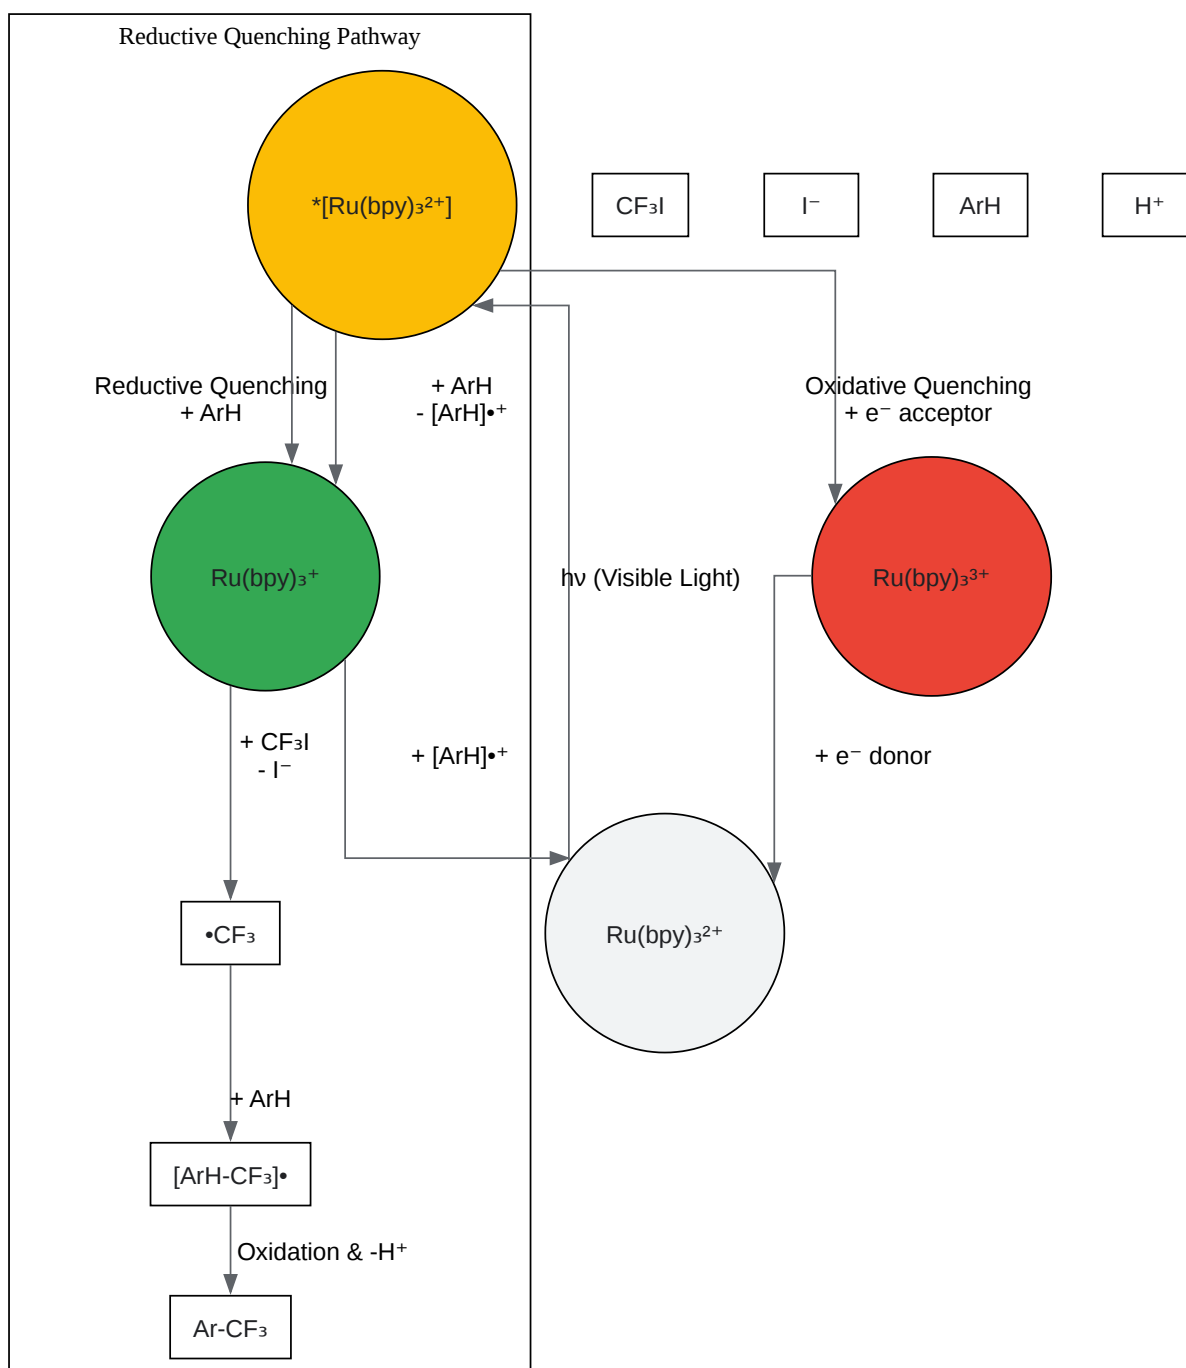 Reductive Quenching Pathway
*[Ru(bpy)₃²⁺]
CF₃I
I⁻
ArH
H⁺
Reductive Quenching
+ ArH
+ ArH
- [ArH]•⁺
Oxidative Quenching
+ e⁻ acceptor
Ru(bpy)₃⁺
hν (Visible Light)
Ru(bpy)₃³⁺
+ CF₃I
- I⁻
+ [ArH]•⁺
+ e⁻ donor
•CF₃
Ru(bpy)₃²⁺
+ ArH
[ArH-CF₃]•
Oxidation & -H⁺
Ar-CF₃